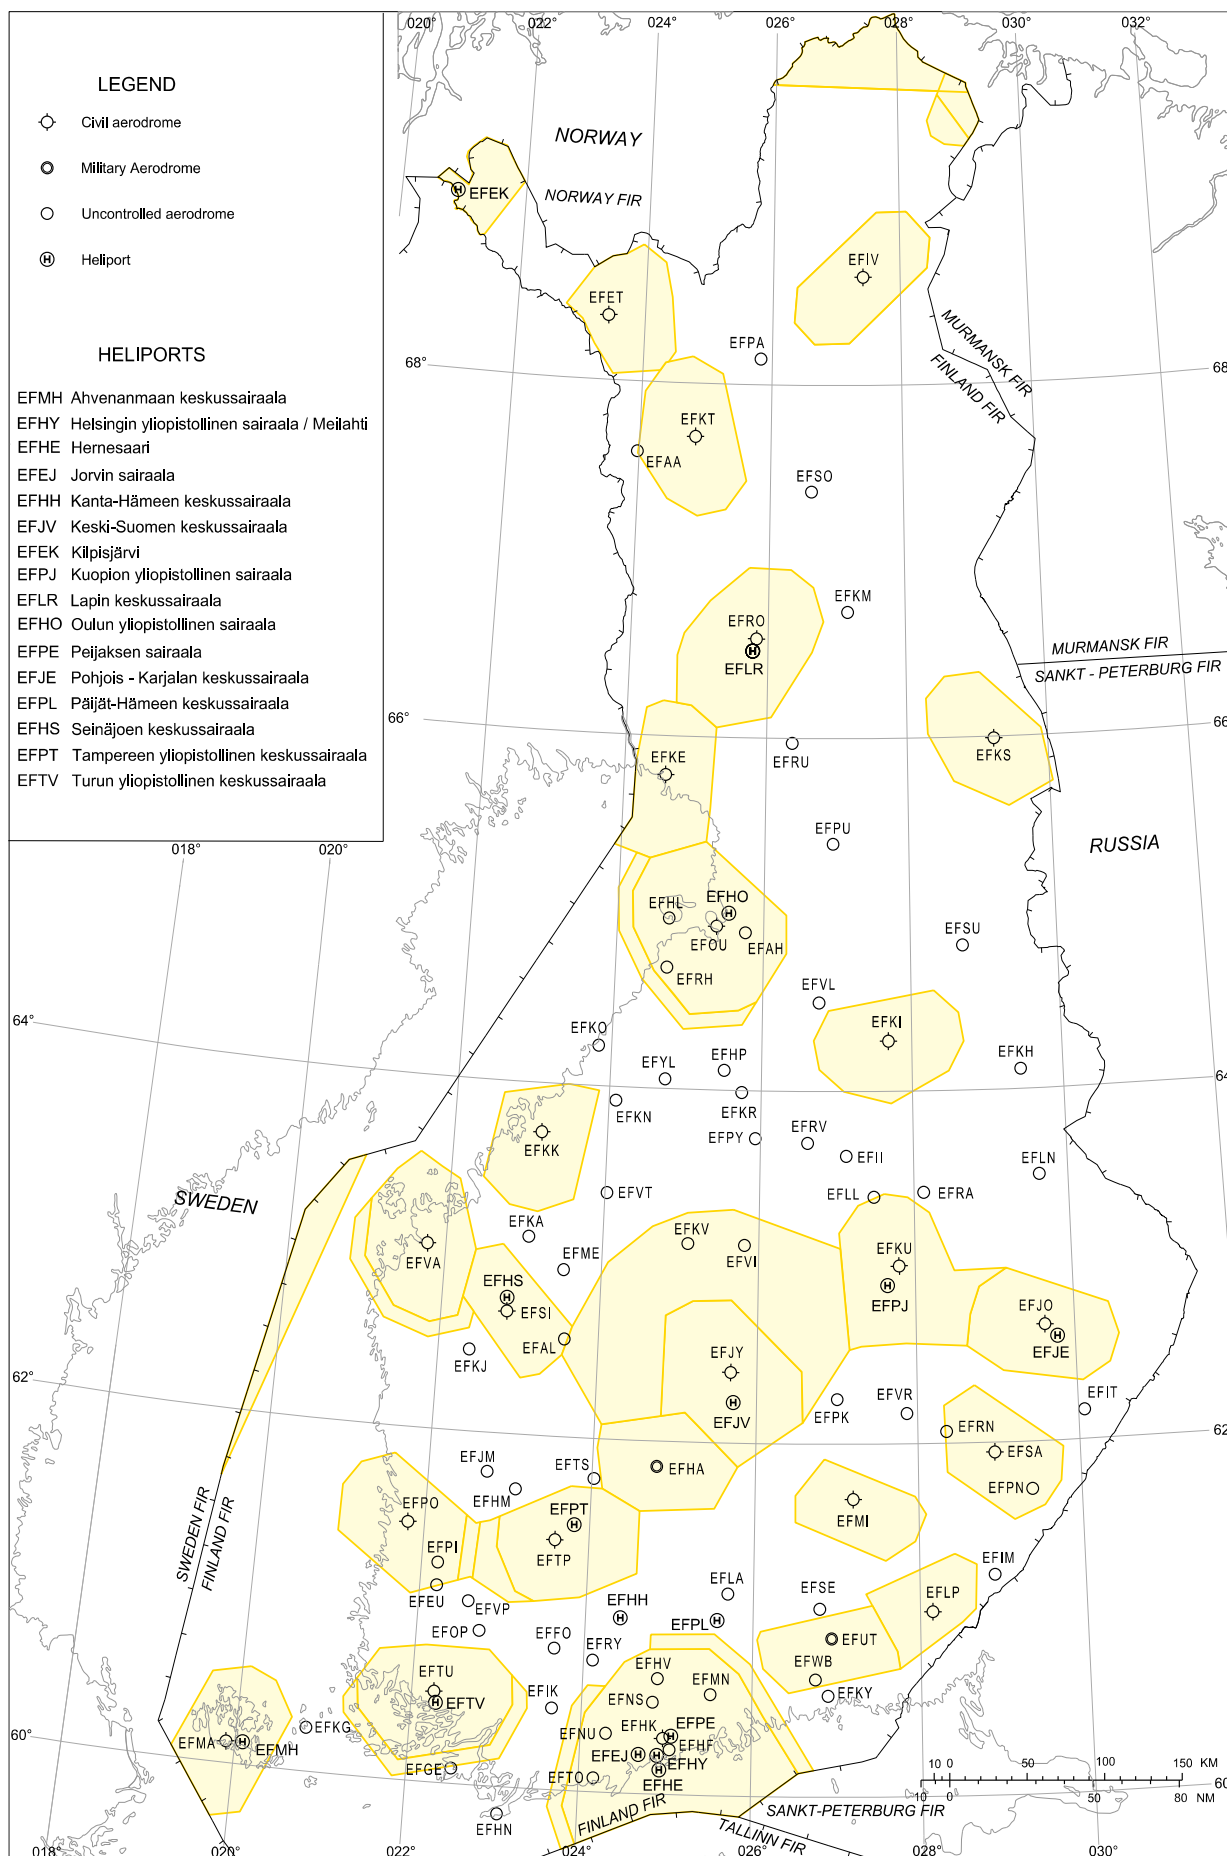 LEGEND
Civil aerodrome
Military Aerodrome
Uncontrolled aerodrome
Heliport
HELIPORTS
EFMH Ahvenanmaan keskussairaala
EFHY Helsingin yliopistollinen sairaala / Meilahti
EFHE Hernesaari
EFEJ Jorvin sairaala
EFHH Kanta-Hämeen keskussairaala
EFJV Keski-Suomen keskussairaala
EFEK Kilpisjärvi
EFPJ Kuopion yliopistollinen sairaala
EFLR Lapin keskussairaala
EFHO Oulun yliopistollinen sairaala
EFPE Peijaksen sairaala
EFJE Pohjois - Karjalan keskussairaala
EFPL Päijät-Hämeen keskussairaala
EFHS Seinäjoen keskussairaala
EFPT Tampereen yliopistollinen keskussairaala
EFTV Turun yliopistollinen keskussairaala
018° 020°
020° 022° 024° 026° 028° 030° 032°
NORWAY
NORWAY FIR
EFEK
EFIV
EFET
EFPA
MURMANSK FIR
FINLAND FIR
68° 68
EFKT
EFAA
EFSO
EFKM
EFRO
EFLR
MURMANSK FIR
SANKT - PETERBURG FIR
66° 66
EFRU
EFKS
EFKE
EFPU
RUSSIA
EFHL
EFHO
EFOU
EFAH
EFSU
EFRH
EFVL
64°
EFKO
EFKI
EFYL
EFHP
EFKH
64
EFKN
EFKR
EFPY
EFRV
EFKK
EFII
EFLN
SWEDEN
EFVT
EFLL
EFRA
EFKA
EFKV
EFVA
EFME
EFVI
EFKU
EFHS
EFSI
EFPJ
EFJO
EFAL
EFJE
EFKJ
EFJY
62°
EFJV
EFPK
EFVR
EFIT
EFRN
62
EFSA
EFJM
EFTS
EFHA
EFHM
EFPN
EFPO
EFPT
EFMI
SWEDEN FIR
FINLAND FIR
EFTP
EFPI
EFIM
EFEU
EFVP
EFLA
EFSE
EFLP
EFHH
EFOP
EFPL
EFFO
EFRY
EFUT
EFTU
EFHV
EFWB
EFMN
EFTV
EFIK
EFNS
EFKY
60°
EFMA
EFMH
EFKG
EFNU
EFHK
EFPE
EFHF
EFEJ
EFHY
EFGE
EFTO
EFHE
10 0 50 100 150 KM
10 0 50 80 NM
60
EFHN
FINLAND FIR
SANKT-PETERBURG FIR
TALLINN FIR
018° 020° 022° 024° 026° 028° 030°